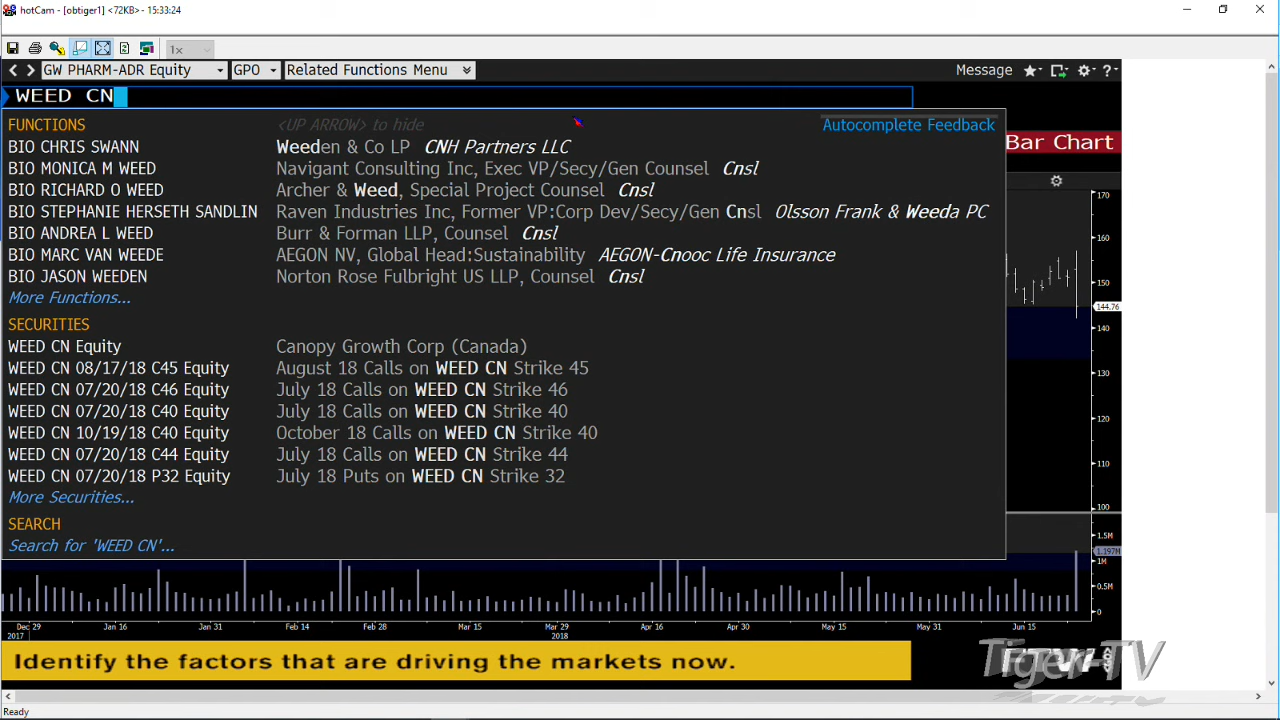 hotCam - [obtiger1] <72KB> - 15:33:24
1x
GW PHARM-ADR Equity GPO Related Functions Menu Message ?
WEED CN
FUNCTIONS <UP ARROW> to hide Autocomplete Feedback
Bar Chart
BIO CHRIS SWANN Weeden & Co LP CNH Partners LLC
BIO MONICA M WEED Navigant Consulting Inc, Exec VP/Secy/Gen Counsel Cnsl
BIO RICHARD O WEED Archer & Weed, Special Project Counsel Cnsl
BIO STEPHANIE HERSETH SANDLIN Raven Industries Inc, Former VP:Corp Dev/Secy/Gen Cnsl Olsson Frank & Weeda PC
BIO ANDREA L WEED Burr & Forman LLP, Counsel Cnsl
BIO MARC VAN WEEDE AEGON NV, Global Head:Sustainability AEGON-Cnooc Life Insurance
BIO JASON WEEDEN Norton Rose Fulbright US LLP, Counsel Cnsl
More Functions...
SECURITIES
WEED CN Equity Canopy Growth Corp (Canada)
WEED CN 08/17/18 C45 Equity August 18 Calls on WEED CN Strike 45
WEED CN 07/20/18 C46 Equity July 18 Calls on WEED CN Strike 46
WEED CN 07/20/18 C40 Equity July 18 Calls on WEED CN Strike 40
WEED CN 10/19/18 C40 Equity October 18 Calls on WEED CN Strike 40
WEED CN 07/20/18 C44 Equity July 18 Calls on WEED CN Strike 44
WEED CN 07/20/18 P32 Equity July 18 Puts on WEED CN Strike 32
More Securities...
SEARCH
Search for 'WEED CN'...
170
160
150
144.76
140
130
120
110
100
1.5M
1.197M
1M
0.5M
0
Dec 29 Jan 16 Jan 31 Feb 14 Feb 28 Mar 15 Mar 29 Apr 16 Apr 30 May 15 May 31 Jun 15
2017 2018
Identify the factors that are driving the markets now.
Tiger-TV
Ready